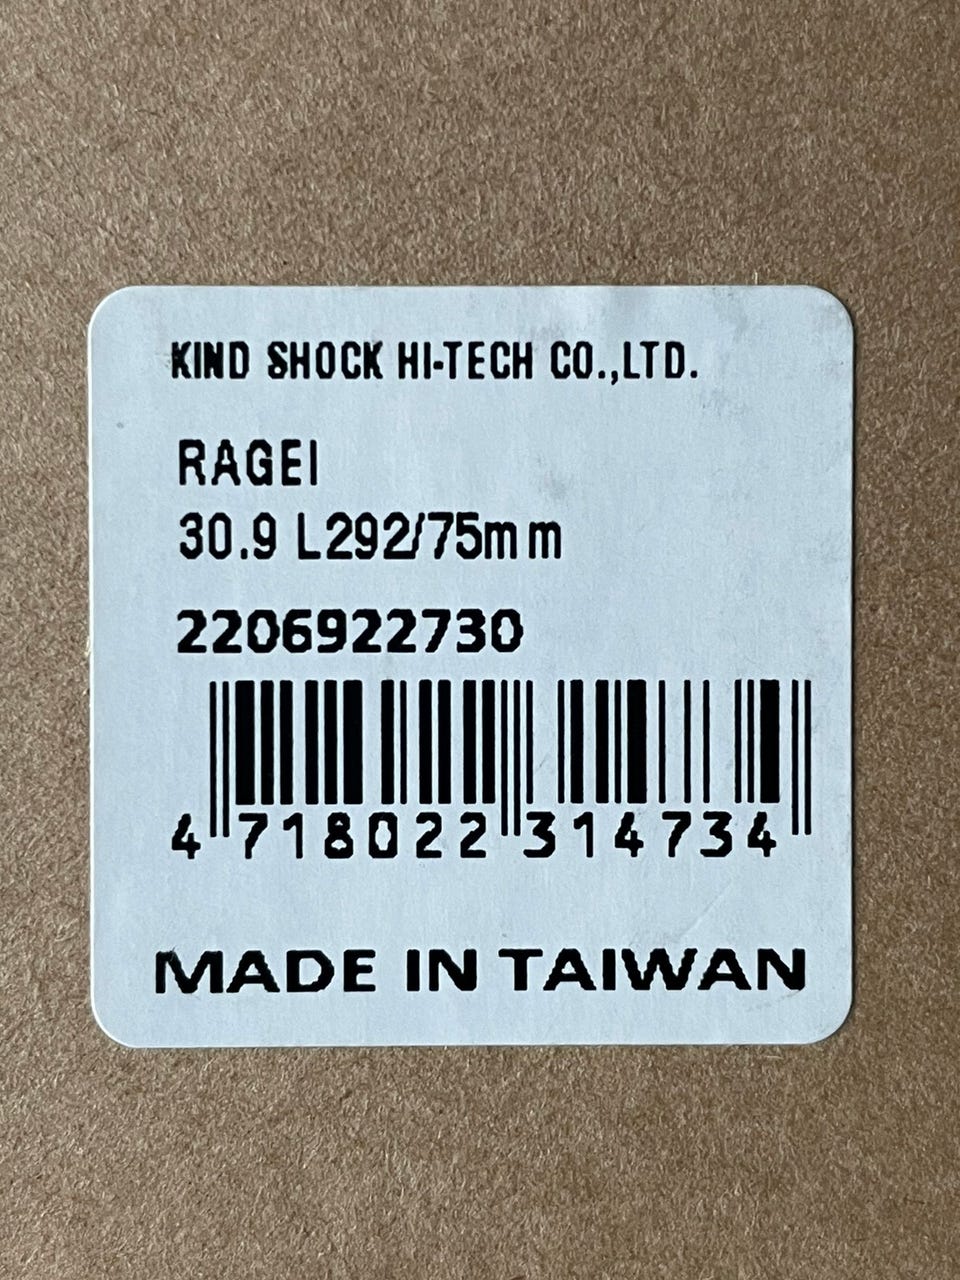 KIND SHOCK HI-TECH CO.,LTD.
RAGEI
30.9 L292/75mm
2206922730
4 718022 314734
MADE IN TAIWAN